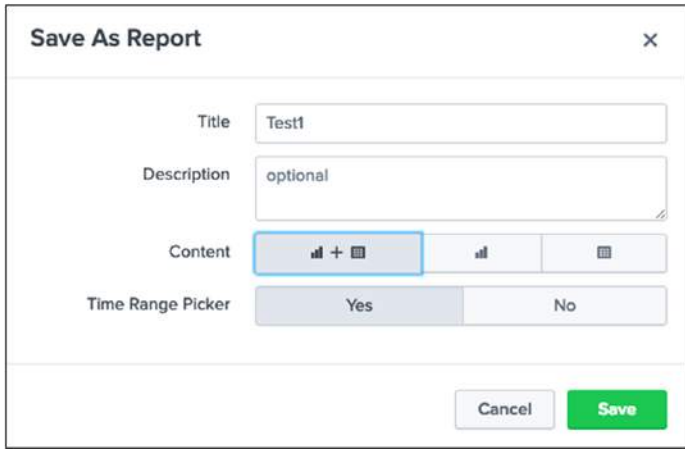 Save As Report
Title Test1
Description optional
Content
Time Range Picker Yes No
Cancel Save